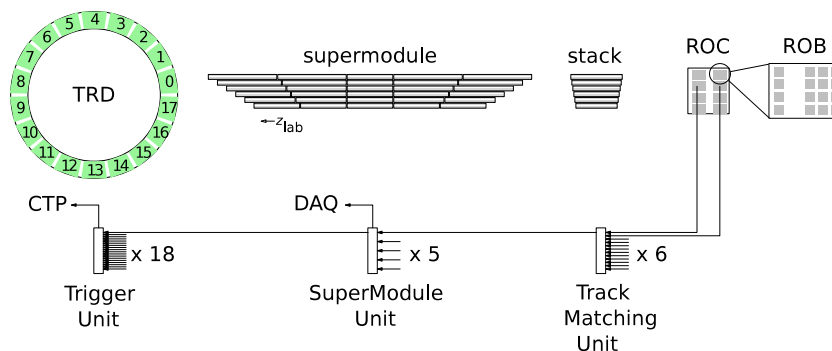 supermodule
stack
ROC
ROB
TRD
0
1
2
3
4
5
6
7
8
9
10
11
12
13
14
15
16
17
z lab
CTP
DAQ
x 18
x 5
x 6
Trigger
Unit
SuperModule
Unit
Track
Matching
Unit